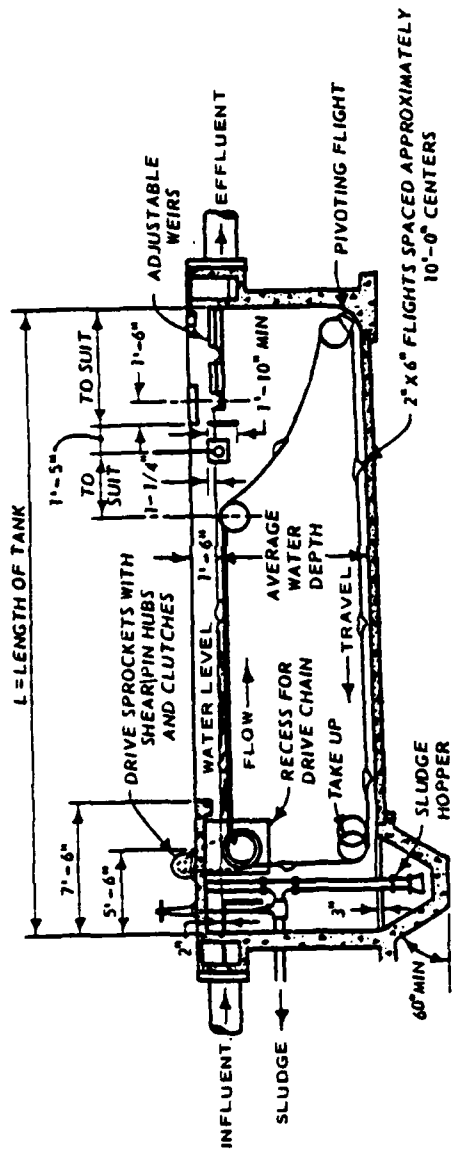 L = LENGTH OF TANK
7'-6"
5'-6"
DRIVE SPROCKETS WITH
SHEAR PIN HUBS
AND CLUTCHES
1'-5"
TO
SUIT
TO SUIT
1'-6"
ADJUSTABLE
WEIRS
2"
WATER LEVEL
1'-6"
1-1/4"
1'-10" MIN
EFFLUENT
INFLUENT
FLOW
AVERAGE
WATER
DEPTH
RECESS FOR
DRIVE CHAIN
SLUDGE
TAKE UP
TRAVEL
PIVOTING FLIGHT
3"
SLUDGE
HOPPER
2" X 6" FLIGHTS SPACED APPROXIMATELY
10'-0" CENTERS
60° MIN